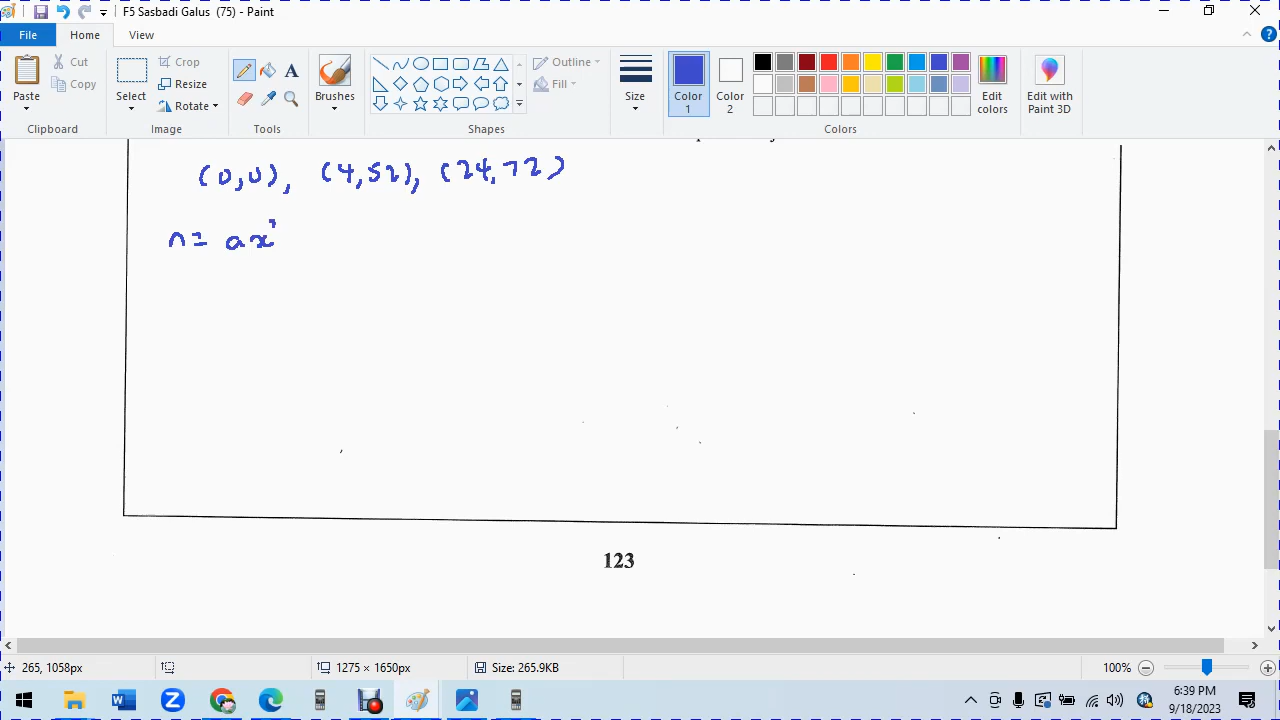 F5 Sasbadi Galus (75) - Paint
File Home View
Paste Cut Copy Select Crop Resize Rotate Brushes Outline Fill Size Color 1 Color 2 Edit colors Edit with Paint 3D
Clipboard Image Tools Shapes Colors
(0,0), (4,52), (24,72)
n = ax²
123
265, 1058px 1275 × 1650px Size: 265.9KB 100%
6:39 PM
9/18/2023